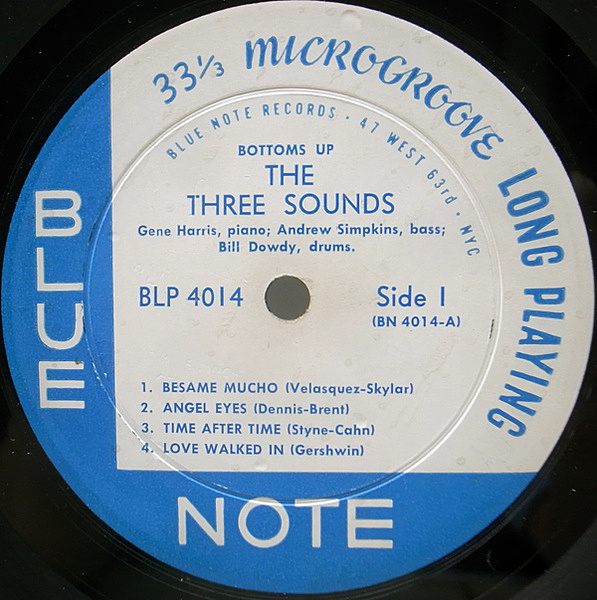 33⅓ MICROGROOVE LONG PLAYING
BLUE NOTE RECORDS · 47 WEST 63rd · NYC
BOTTOMS UP
THE
THREE SOUNDS
Gene Harris, piano; Andrew Simpkins, bass;
Bill Dowdy, drums.
BLP 4014
Side 1
(BN 4014-A)
1. BESAME MUCHO (Velasquez-Skylar)
2. ANGEL EYES (Dennis-Brent)
3. TIME AFTER TIME (Styne-Cahn)
4. LOVE WALKED IN (Gershwin)
BLUE
NOTE